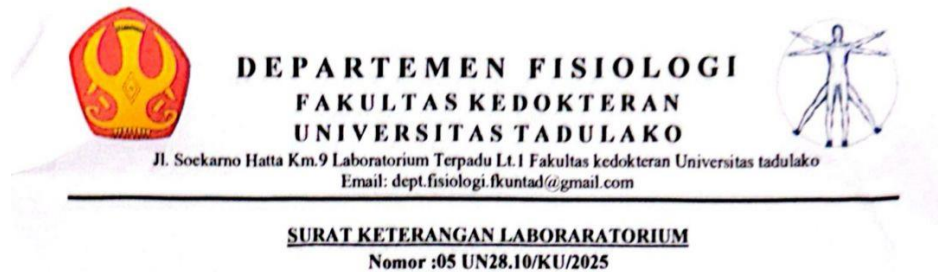 DEPARTEMEN FISIOLOGI
FAKULTAS KEDOKTERAN
UNIVERSITAS TADULAKO
Jl. Soekarno Hatta Km.9 Laboratorium Terpadu Lt.1 Fakultas kedokteran Universitas tadulako
Email: dept.fisiologi.fkuntad@gmail.com
SURAT KETERANGAN LABORARATORIUM
Nomor :05 UN28.10/KU/2025